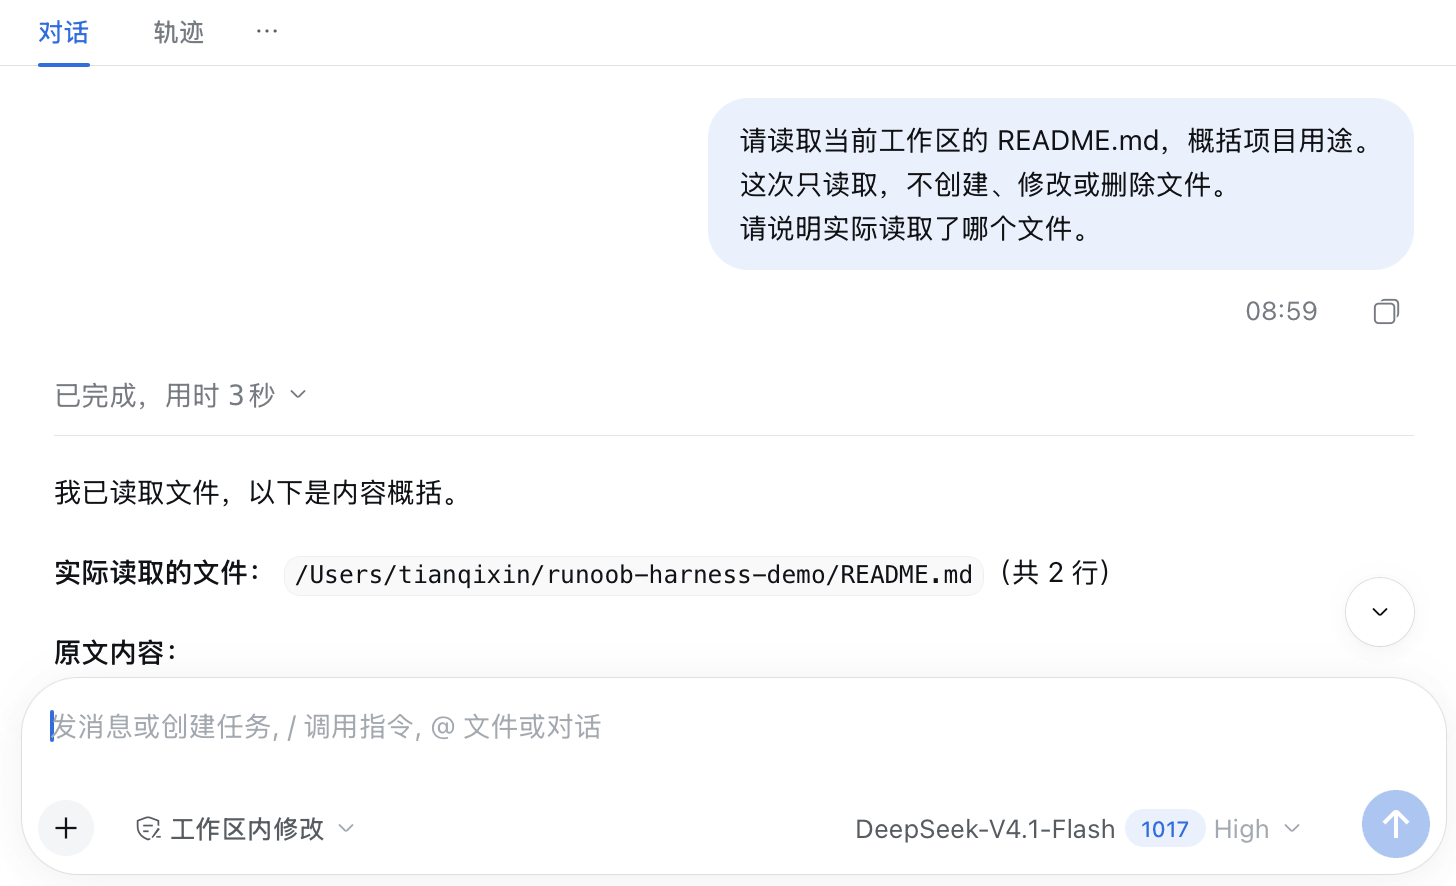 对话 轨迹 ···
请读取当前工作区的 README.md，概括项目用途。
这次只读取，不创建、修改或删除文件。
请说明实际读取了哪个文件。
08:59
已完成，用时 3 秒
我已读取文件，以下是内容概括。
实际读取的文件： /Users/tianqixin/runoob-harness-demo/README.md （共 2 行）
原文内容：
发消息或创建任务, / 调用指令, @ 文件或对话
工作区内修改 DeepSeek-V4.1-Flash 1017 High